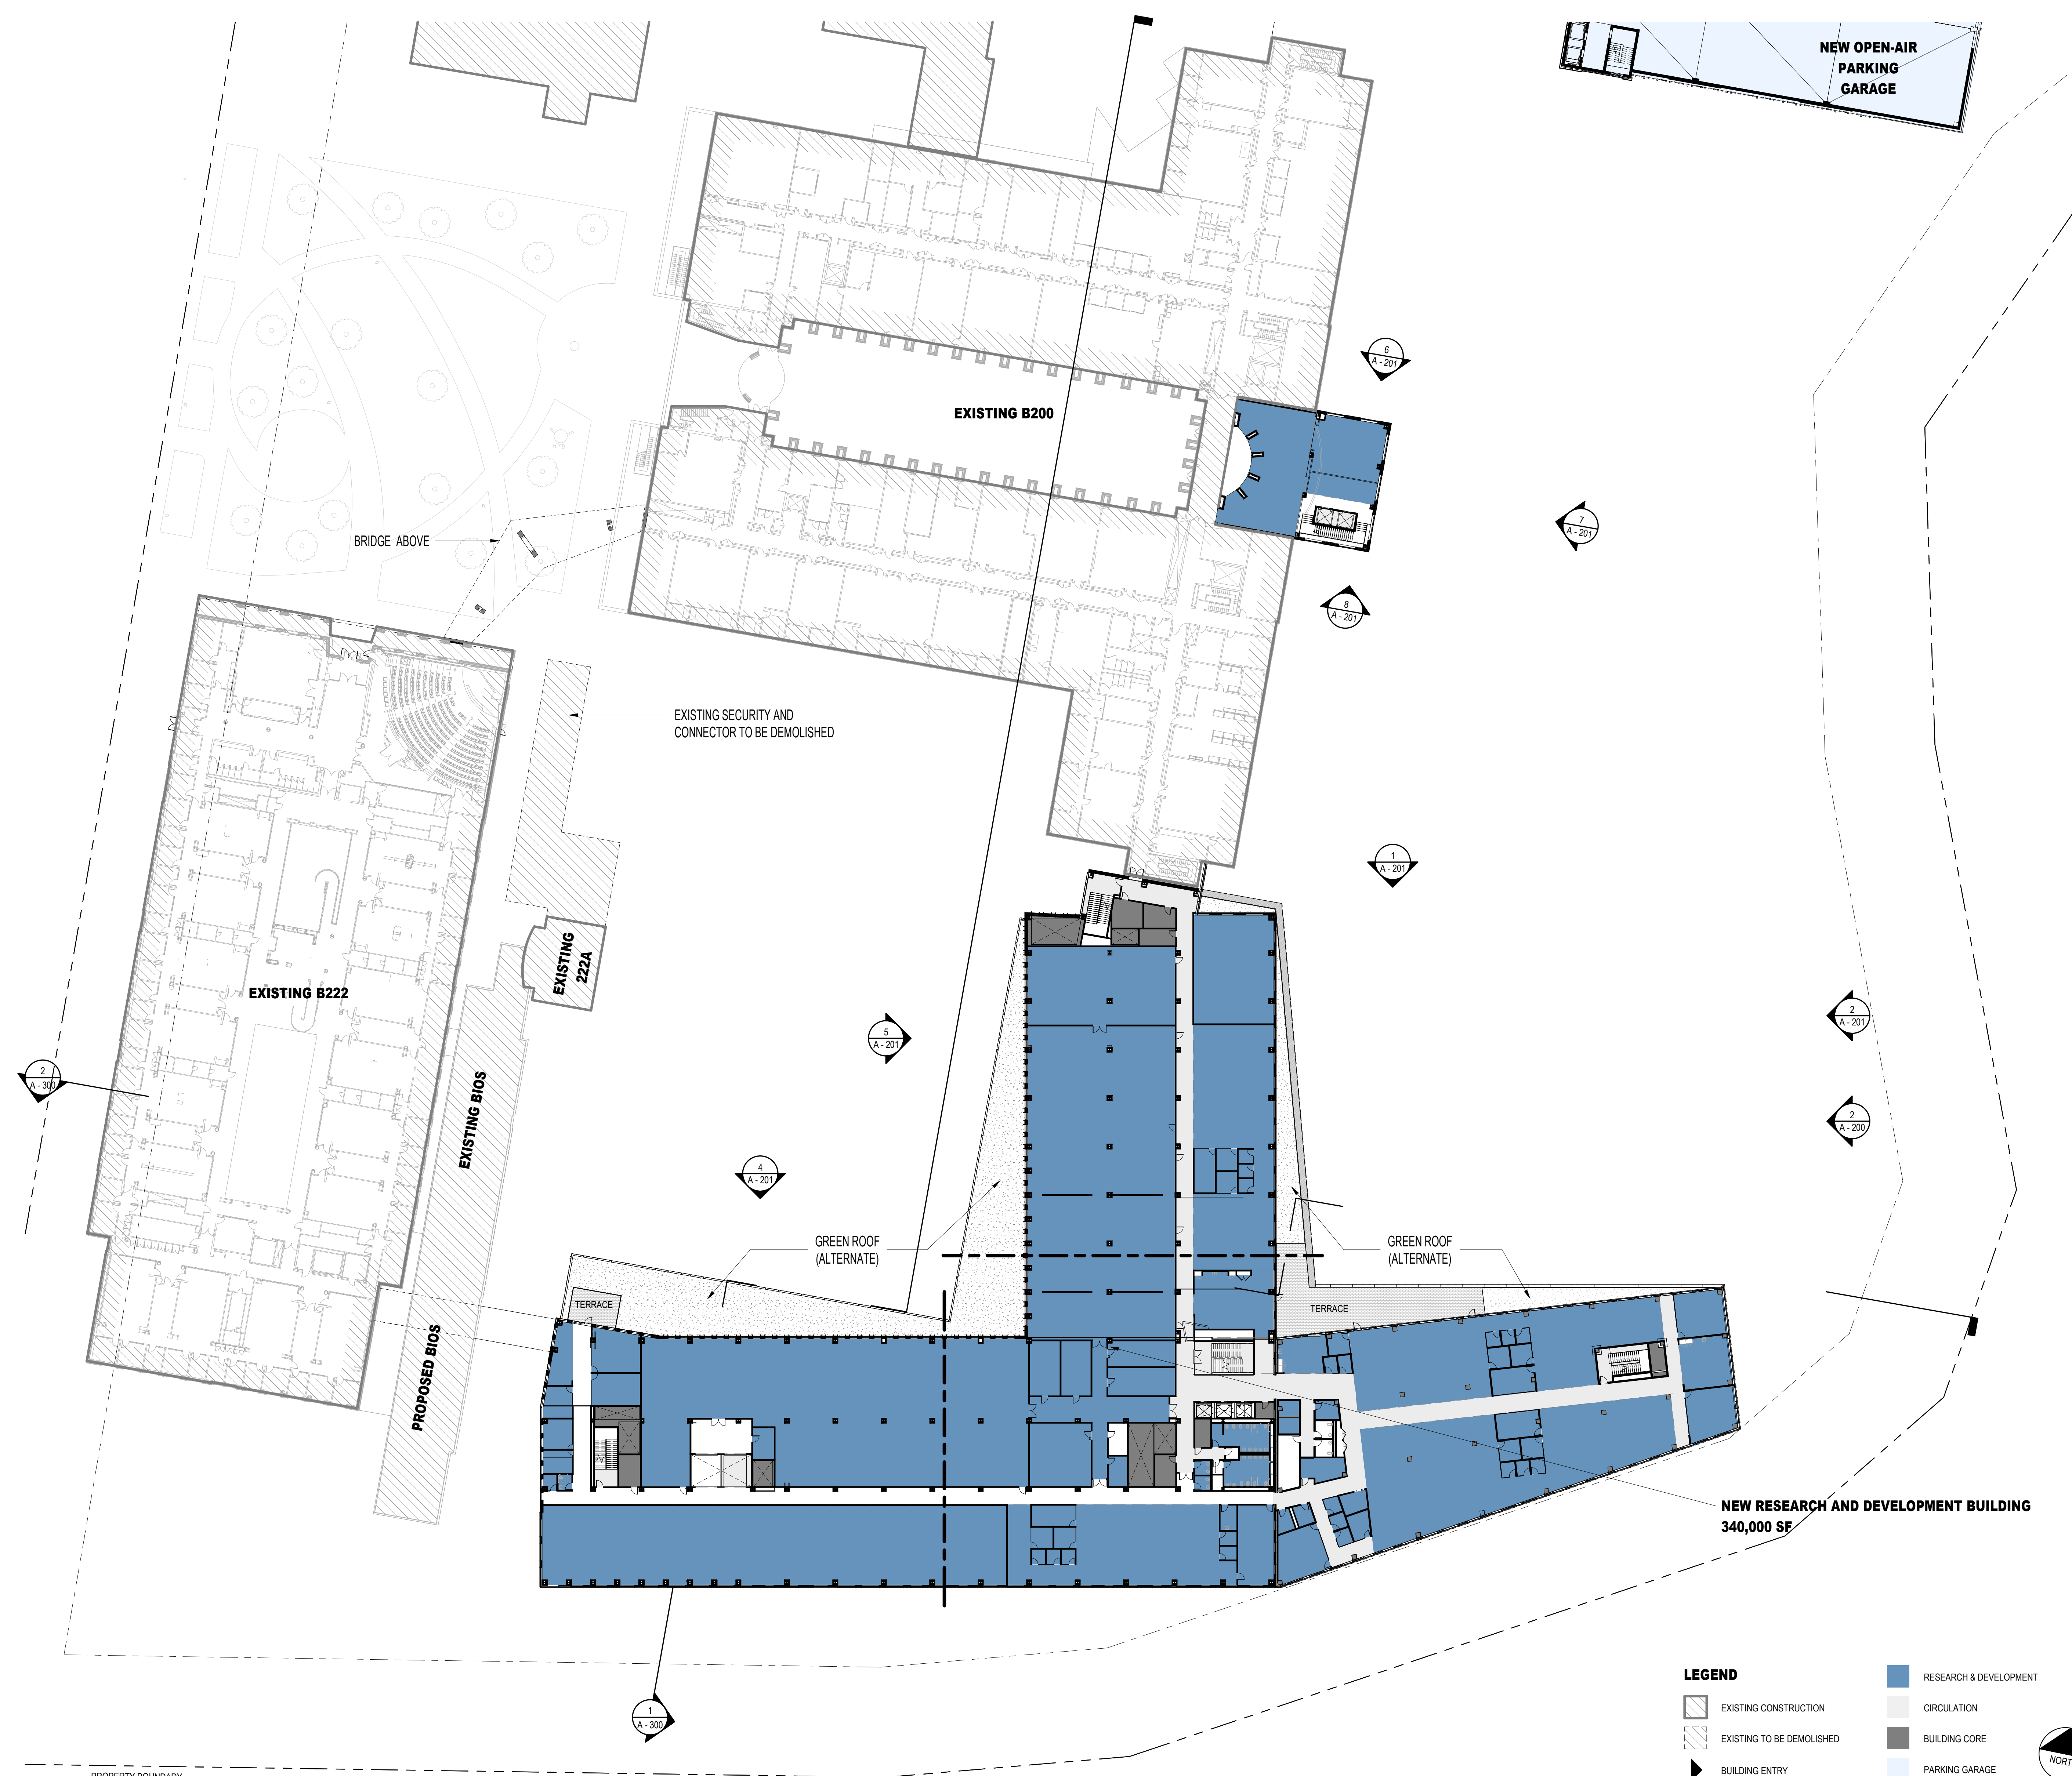 NEW OPEN-AIR
PARKING
GARAGE
6
A - 201
EXISTING B200
7
A - 201
BRIDGE ABOVE
8
A - 201
EXISTING SECURITY AND
CONNECTOR TO BE DEMOLISHED
1
A - 201
EXISTING
222A
EXISTING B222
2
A - 201
5
A - 201
2
A - 300
EXISTING BIOS
2
A - 200
4
A - 201
GREEN ROOF
(ALTERNATE)
GREEN ROOF
(ALTERNATE)
TERRACE
TERRACE
PROPOSED BIOS
NEW RESEARCH AND DEVELOPMENT BUILDING
340,000 SF
1
A - 300
LEGEND
EXISTING CONSTRUCTION
EXISTING TO BE DEMOLISHED
BUILDING ENTRY
RESEARCH & DEVELOPMENT
CIRCULATION
BUILDING CORE
PARKING GARAGE
NORT
PROPERTY BOUNDARY